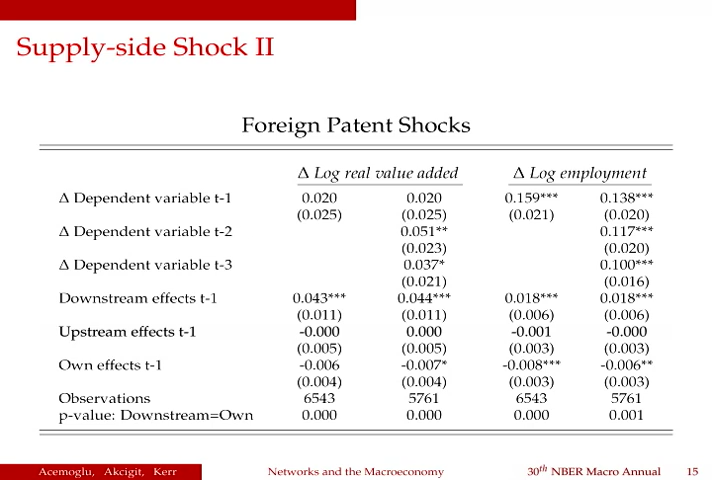 Supply-side Shock II
Foreign Patent Shocks
Δ Log real value added Δ Log employment
Δ Dependent variable t-1 0.020 0.020 0.159*** 0.138***
(0.025) (0.025) (0.021) (0.020)
Δ Dependent variable t-2 0.051** 0.117***
(0.023) (0.020)
Δ Dependent variable t-3 0.037* 0.100***
(0.021) (0.016)
Downstream effects t-1 0.043*** 0.044*** 0.018*** 0.018***
(0.011) (0.011) (0.006) (0.006)
Upstream effects t-1 -0.000 0.000 -0.001 -0.000
(0.005) (0.005) (0.003) (0.003)
Own effects t-1 -0.006 -0.007* -0.008*** -0.006**
(0.004) (0.004) (0.003) (0.003)
Observations 6543 5761 6543 5761
p-value: Downstream=Own 0.000 0.000 0.000 0.001
Acemoglu, Akcigit, Kerr Networks and the Macroeconomy 30th NBER Macro Annual 15